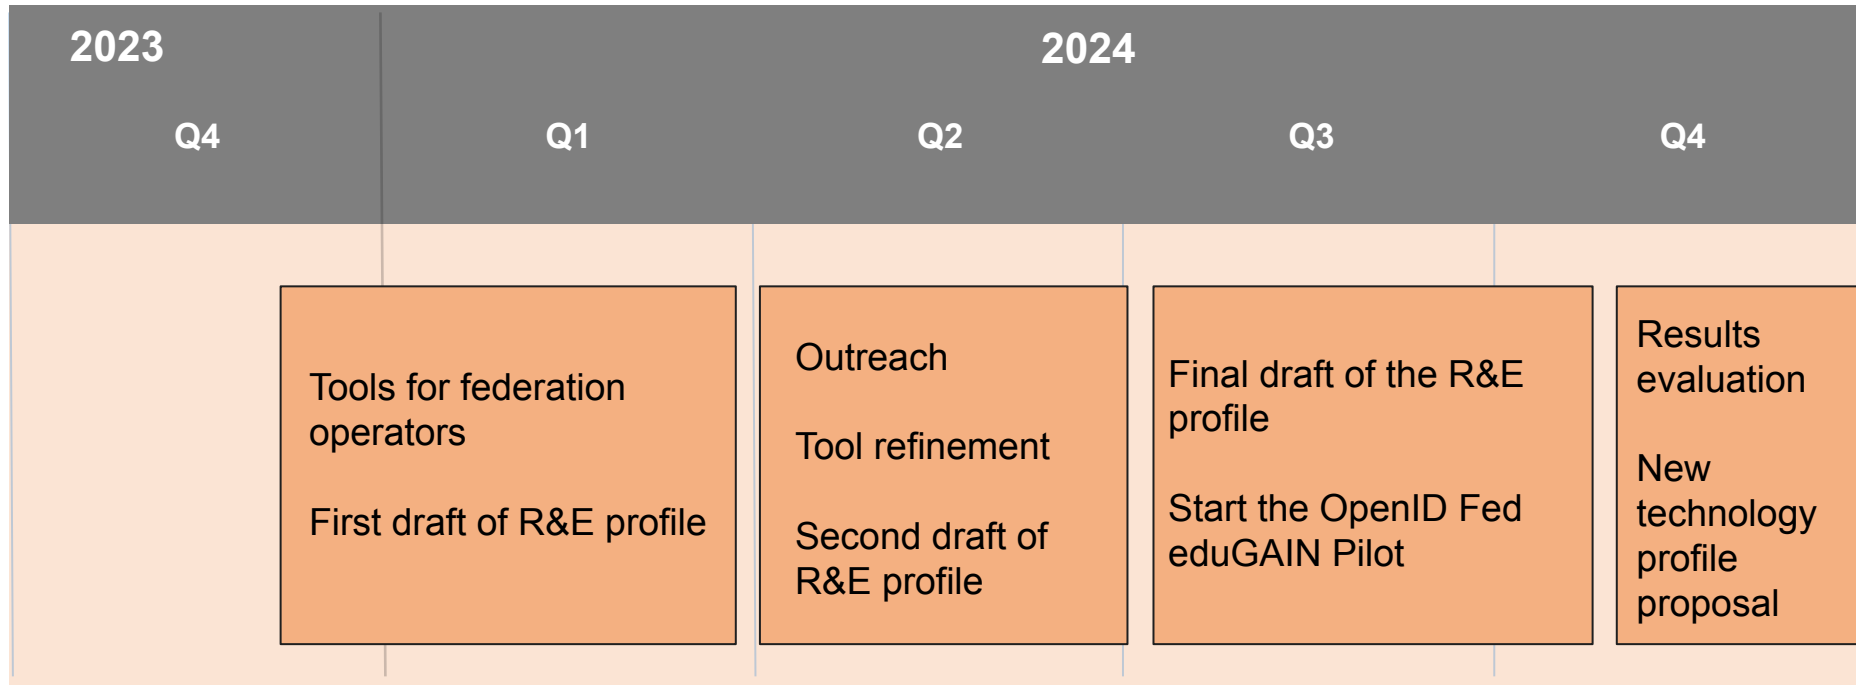 2023
2024
Q4
Q1
Q2
Q3
Q4
Tools for federation
operators
First draft of R&E profile
Outreach
Tool refinement
Second draft of
R&E profile
Final draft of the R&E
profile
Start the OpenID Fed
eduGAIN Pilot
Results
evaluation
New
technology
profile
proposal